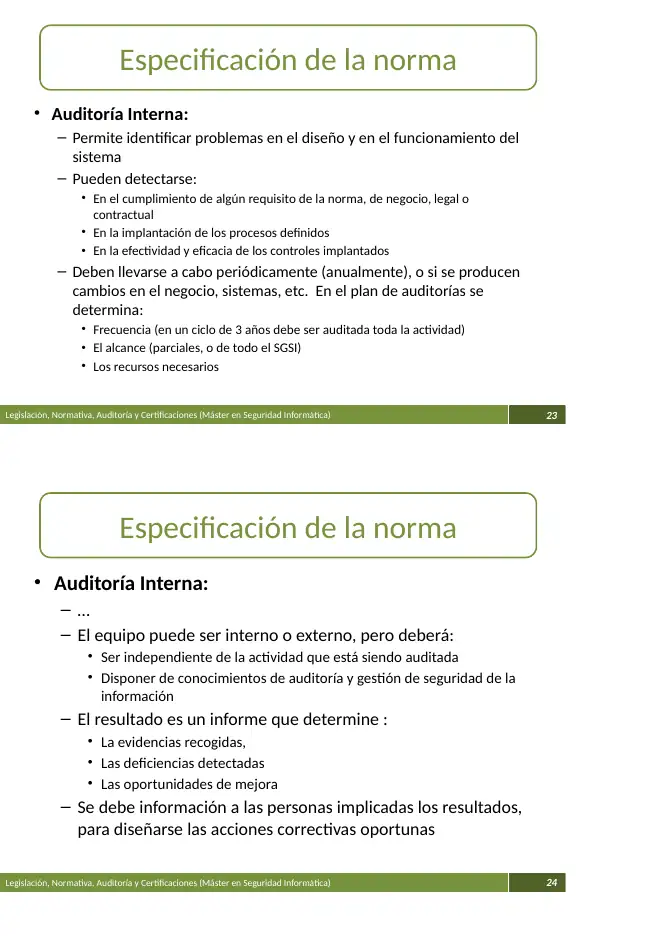 Especificación de la norma
• Auditoría Interna:
– Permite identificar problemas en el diseño y en el funcionamiento del
sistema
– Pueden detectarse:
• En el cumplimiento de algún requisito de la norma, de negocio, legal o
contractual
• En la implantación de los procesos definidos
• En la efectividad y eficacia de los controles implantados
– Deben llevarse a cabo periódicamente (anualmente), o si se producen
cambios en el negocio, sistemas, etc.  En el plan de auditorías se
determina:
• Frecuencia (en un ciclo de 3 años debe ser auditada toda la actividad)
• El alcance (parciales, o de todo el SGSI)
• Los recursos necesarios
Legislación, Normativa, Auditoría y Certificaciones (Máster en Seguridad Informática) 23
Especificación de la norma
• Auditoría Interna:
– ...
– El equipo puede ser interno o externo, pero deberá:
• Ser independiente de la actividad que está siendo auditada
• Disponer de conocimientos de auditoría y gestión de seguridad de la
información
– El resultado es un informe que determine :
• La evidencias recogidas,
• Las deficiencias detectadas
• Las oportunidades de mejora
– Se debe información a las personas implicadas los resultados,
para diseñarse las acciones correctivas oportunas
Legislación, Normativa, Auditoría y Certificaciones (Máster en Seguridad Informática) 24